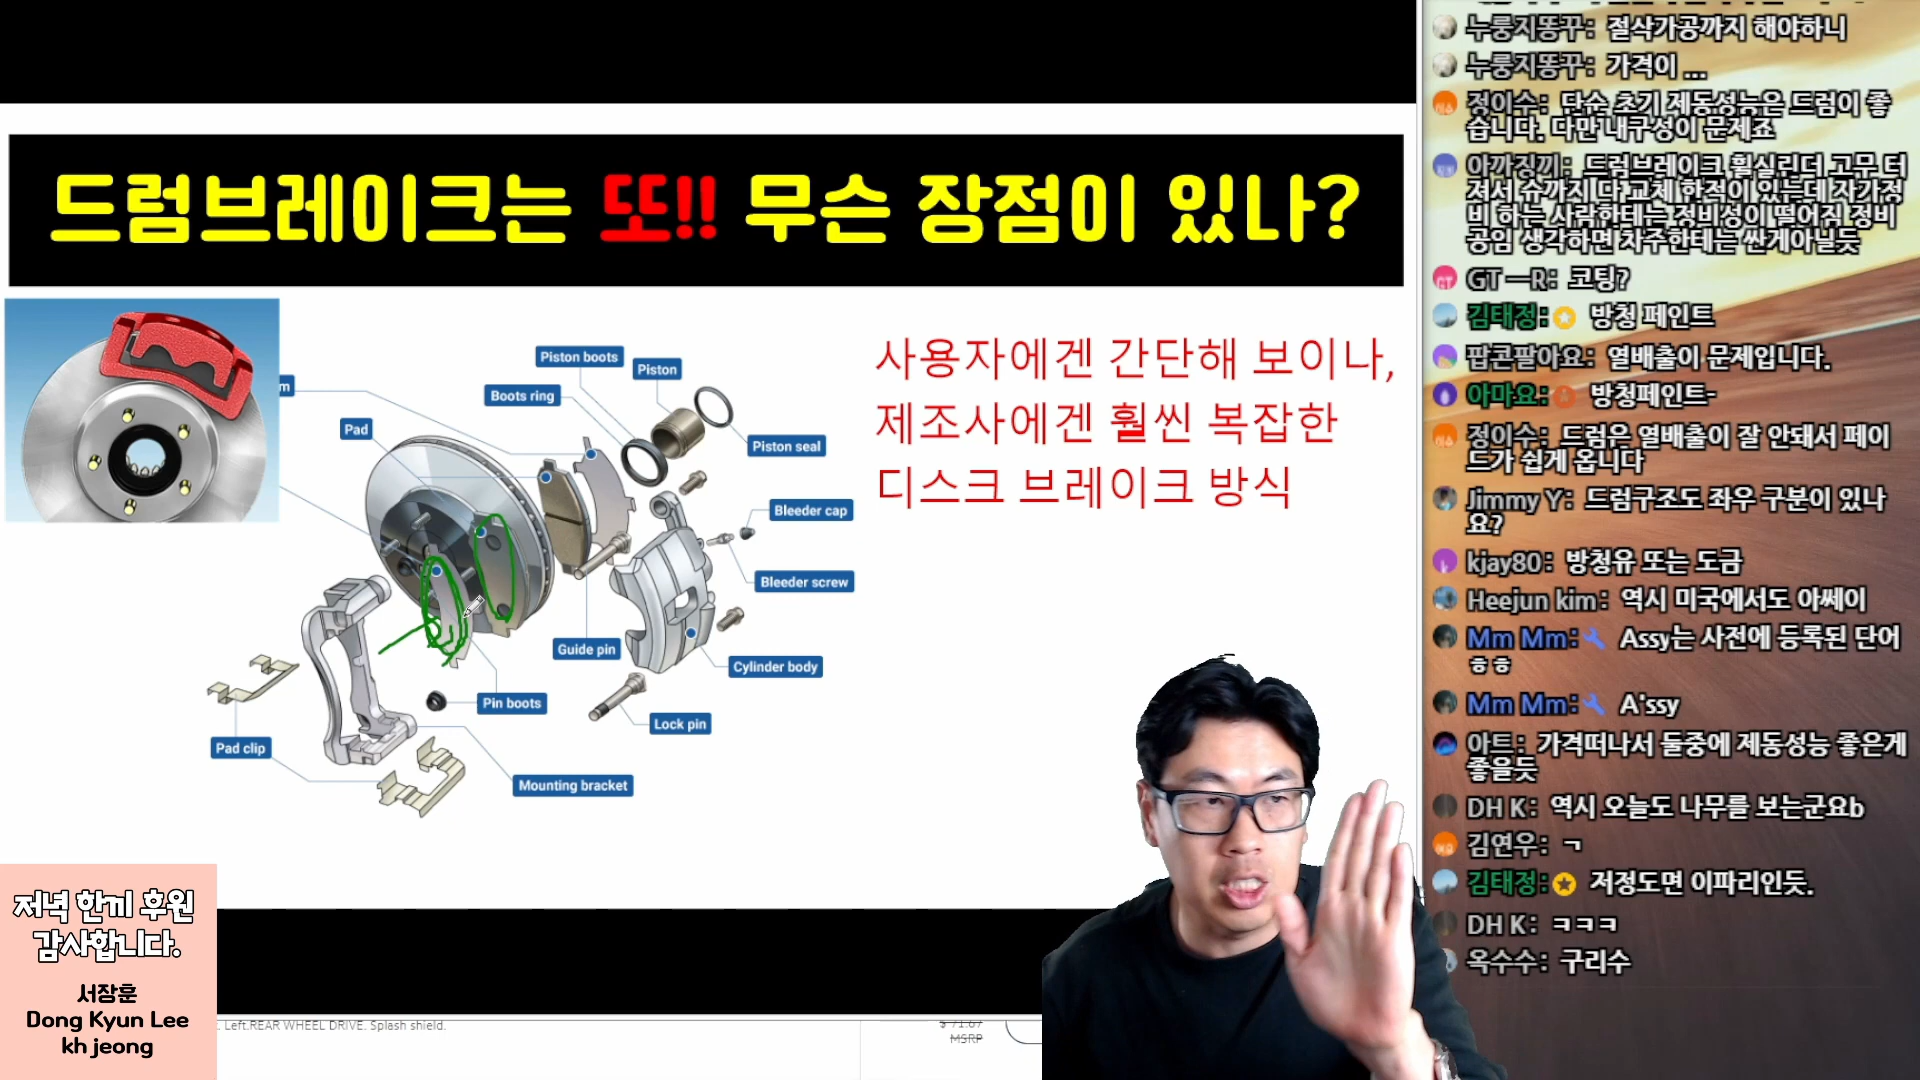 드럼브레이크는 또!! 무슨 장점이 있나?
사용자에겐 간단해 보이나,
제조사에겐 훨씬 복잡한
디스크 브레이크 방식
m
Piston boots
Piston
Boots ring
Pad
Piston seal
Bleeder cap
Bleeder screw
Guide pin
Cylinder body
Pin boots
Lock pin
Pad clip
Mounting bracket
저녁 한끼 후원
감사합니다.
서장훈
Dong Kyun Lee
kh jeong
. Left.REAR WHEEL DRIVE. Splash shield.
$ 71.67
MSRP
누룽지똥꾸: 절삭가공까지 해야하니
누룽지똥꾸: 가격이 ...
정이수: 단순 초기 제동성능은 드럼이 좋
습니다. 다만 내구성이 문제죠
아까징끼: 드럼브레이크 휠실린더 고무 터
져서 슈까지 다 교체 한적이 있는데 자가정
비 하는 사람한테는 정비성이 떨어짐 정비
공임 생각하면 차주한테는 싼게아닐듯
GT—R: 코팅?
김태정: 방청 페인트
팝콘팔아요: 열배출이 문제입니다.
아마요: 방청페인트-
정이수: 드럼은 열배출이 잘 안돼서 페이
드가 쉽게 옵니다
Jimmy Y: 드럼구조도 좌우 구분이 있나
요?
kjay80: 방청유 또는 도금
Heejun kim: 역시 미국에서도 아쎄이
Mm Mm: Assy는 사전에 등록된 단어
ㅎㅎ
Mm Mm: A'ssy
아트: 가격떠나서 둘중에 제동성능 좋은게
좋을듯
DH K: 역시 오늘도 나무를 보는군요b
김연우: ㄱ
김태정: 저정도면 이파리인듯.
DH K: ㅋㅋㅋ
옥수수: 구리수